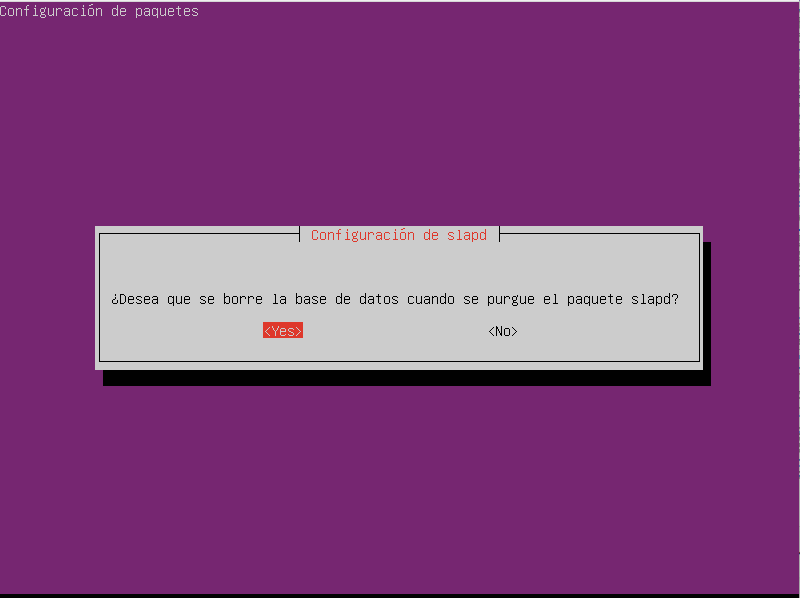 Configuración de paquetes
Configuración de slapd
¿Desea que se borre la base de datos cuando se purgue el paquete slapd?
<Yes> <No>